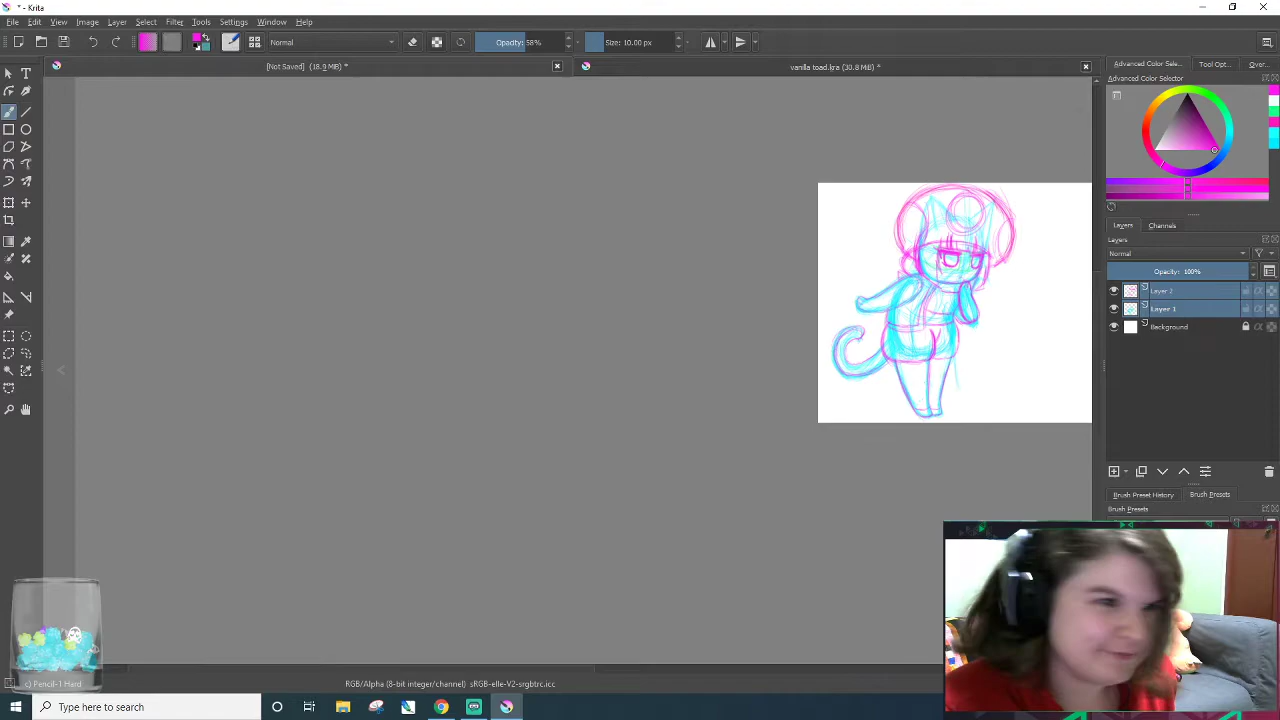 * - Krita
File Edit View Image Layer Select Filter Tools Settings Window Help
Normal Opacity: 58% Size: 10.00 px
[Not Saved] (18.9 MiB) *
vanilla toad.kra (30.8 MiB) *
Advanced Color Sele... Tool Opt... Over...
Advanced Color Selector
Layers Channels
Layers
Normal
Opacity: 100%
Layer 2
Layer 1
Background
Brush Preset History Brush Presets
Brush Presets
c) Pencil-1 Hard
RGB/Alpha (8-bit integer/channel) sRGB-elle-V2-srgbtrc.icc
Type here to search